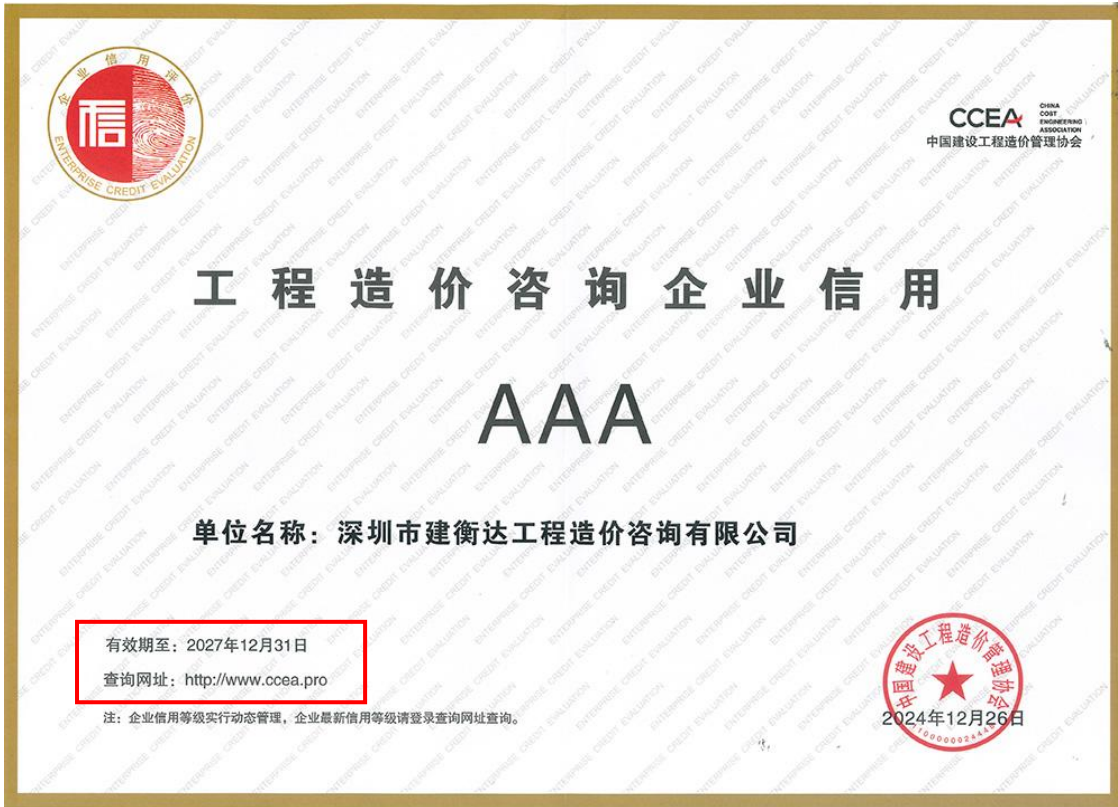 企业信用评价
信
ENTERPRISE CREDIT EVALUATION
CCEA CHINA COST ENGINEERING ASSOCIATION
中国建设工程造价管理协会
工程造价咨询企业信用
AAA
单位名称：深圳市建衡达工程造价咨询有限公司
有效期至：2027年12月31日
查询网址：http://www.ccea.pro
注：企业信用等级实行动态管理，企业最新信用等级请登录查询网址查询。
中国建设工程造价管理协会
2024年12月26日